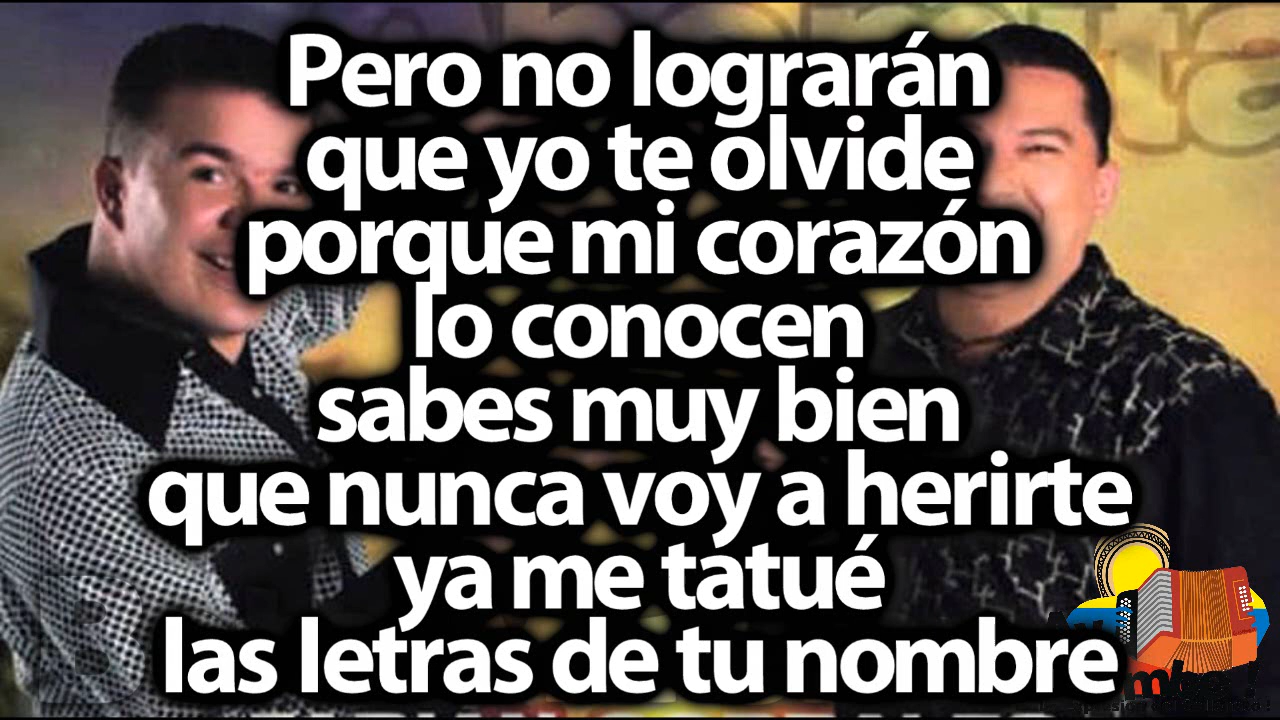 Pero no lograrán
que yo te olvide
porque mi corazón
lo conocen
sabes muy bien
que nunca voy a herirte
ya me tatué
las letras de tu nombre